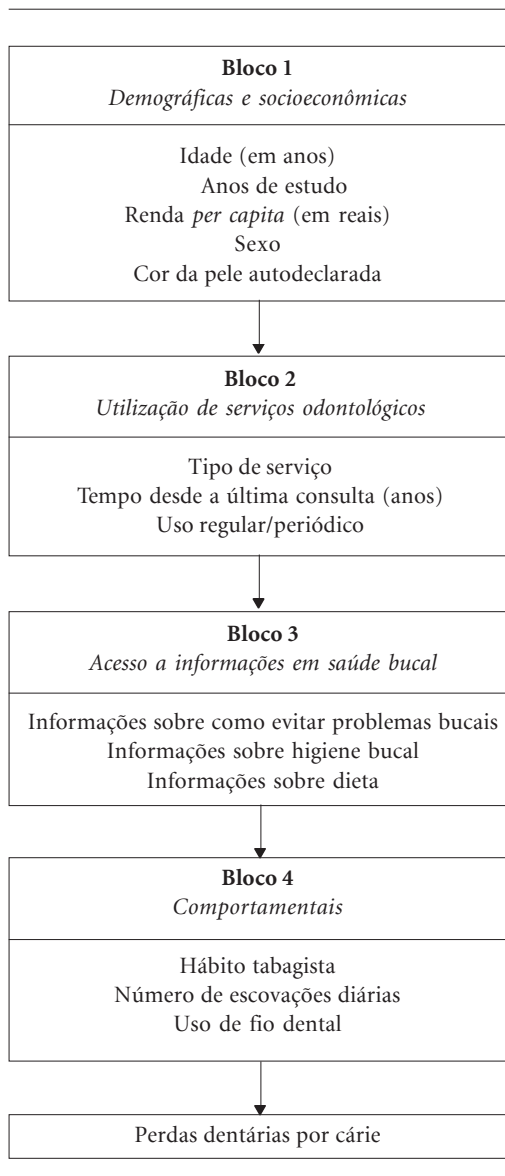 Bloco 1
Demográficas e socioeconômicas
Idade (em anos)
Anos de estudo
Renda per capita (em reais)
Sexo
Cor da pele autodeclarada
Bloco 2
Utilização de serviços odontológicos
Tipo de serviço
Tempo desde a última consulta (anos)
Uso regular/periódico
Bloco 3
Acesso a informações em saúde bucal
Informações sobre como evitar problemas bucais
Informações sobre higiene bucal
Informações sobre dieta
Bloco 4
Comportamentais
Hábito tabagista
Número de escovações diárias
Uso de fio dental
Perdas dentárias por cárie